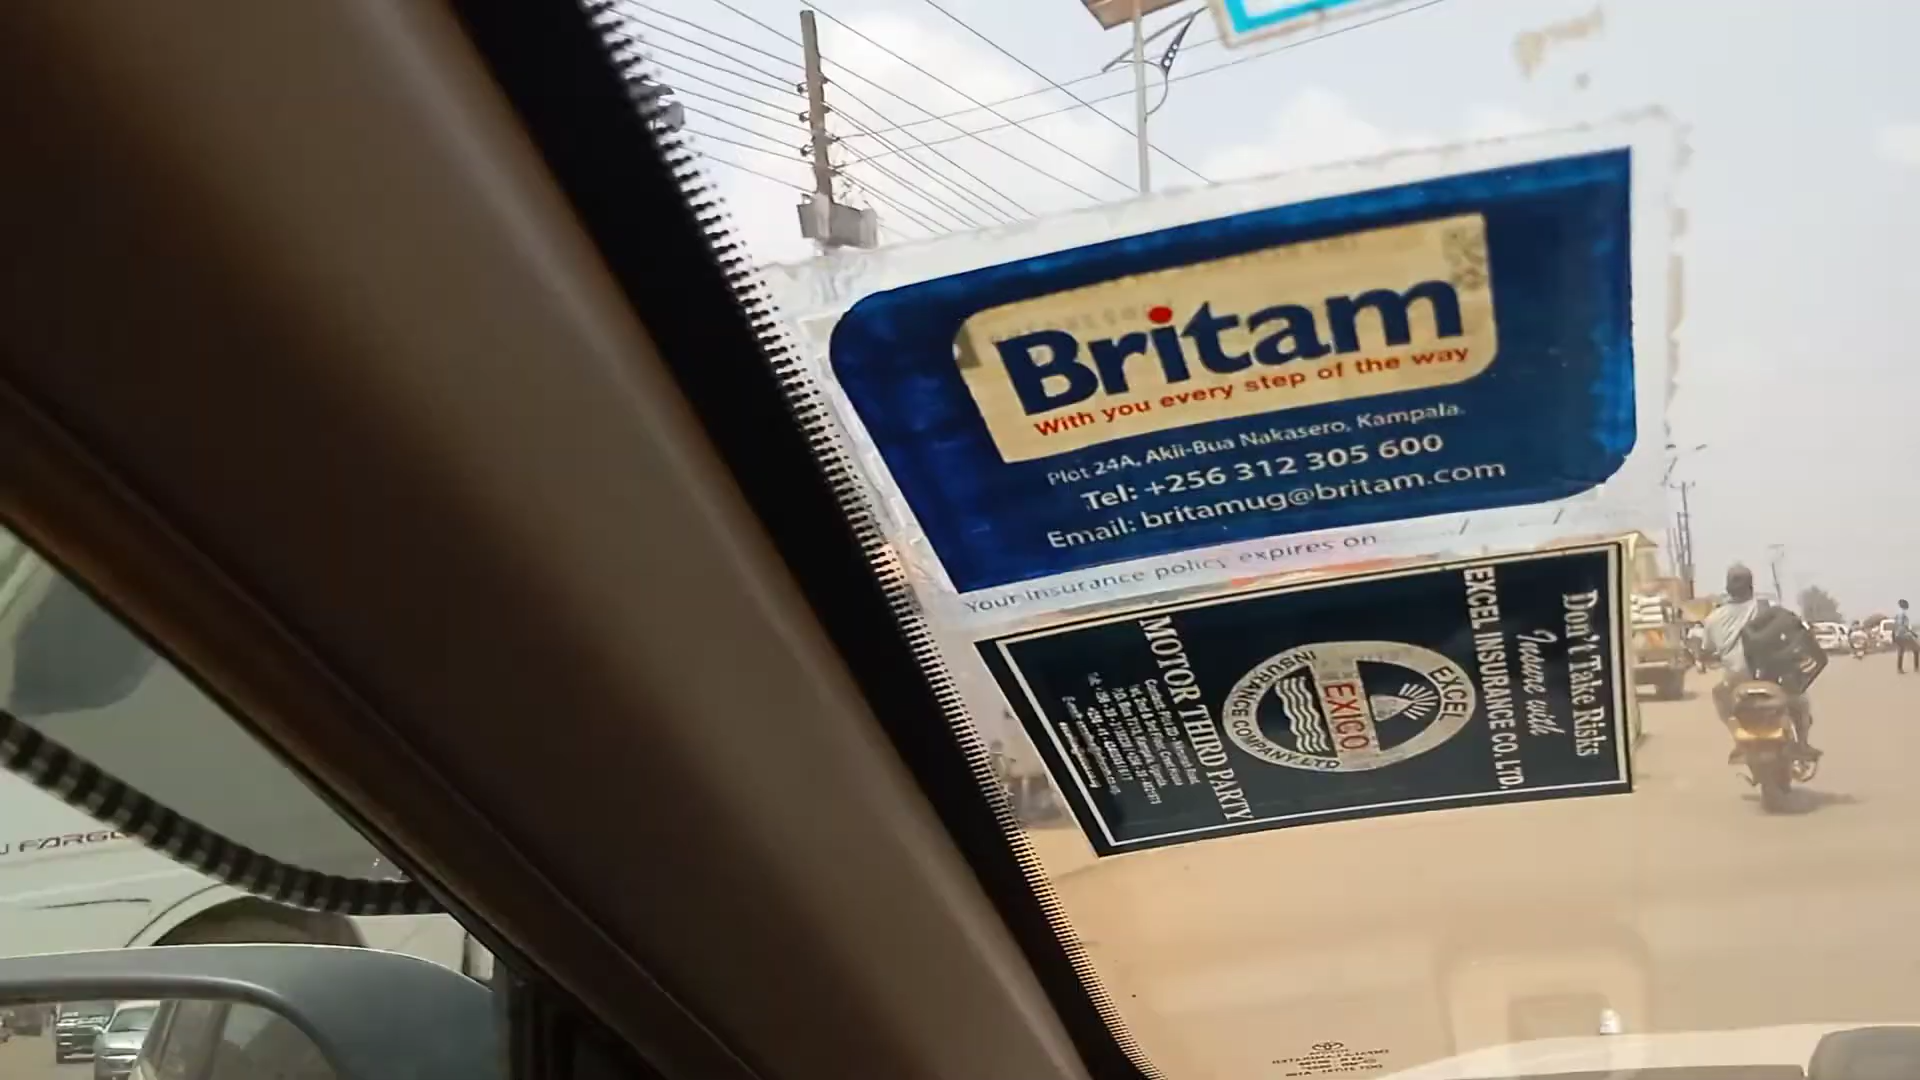 Britam
With you every step of the way
Plot 24A, Akii-Bua Nakasero, Kampala.
Tel: +256 312 305 600
Email: britamug@britam.com
Your insurance policy expires on
Don't Take Risks
Insure with
EXCEL INSURANCE CO. LTD.
EXCEL
EXICO
INSURANCE COMPANY LTD
MOTOR THIRD PARTY
FARGO